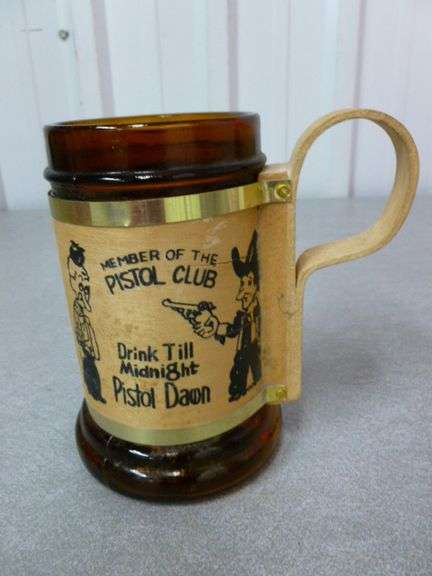 MEMBER OF THE
PISTOL CLUB
Drink Till
Midnight
Pistol Dawn